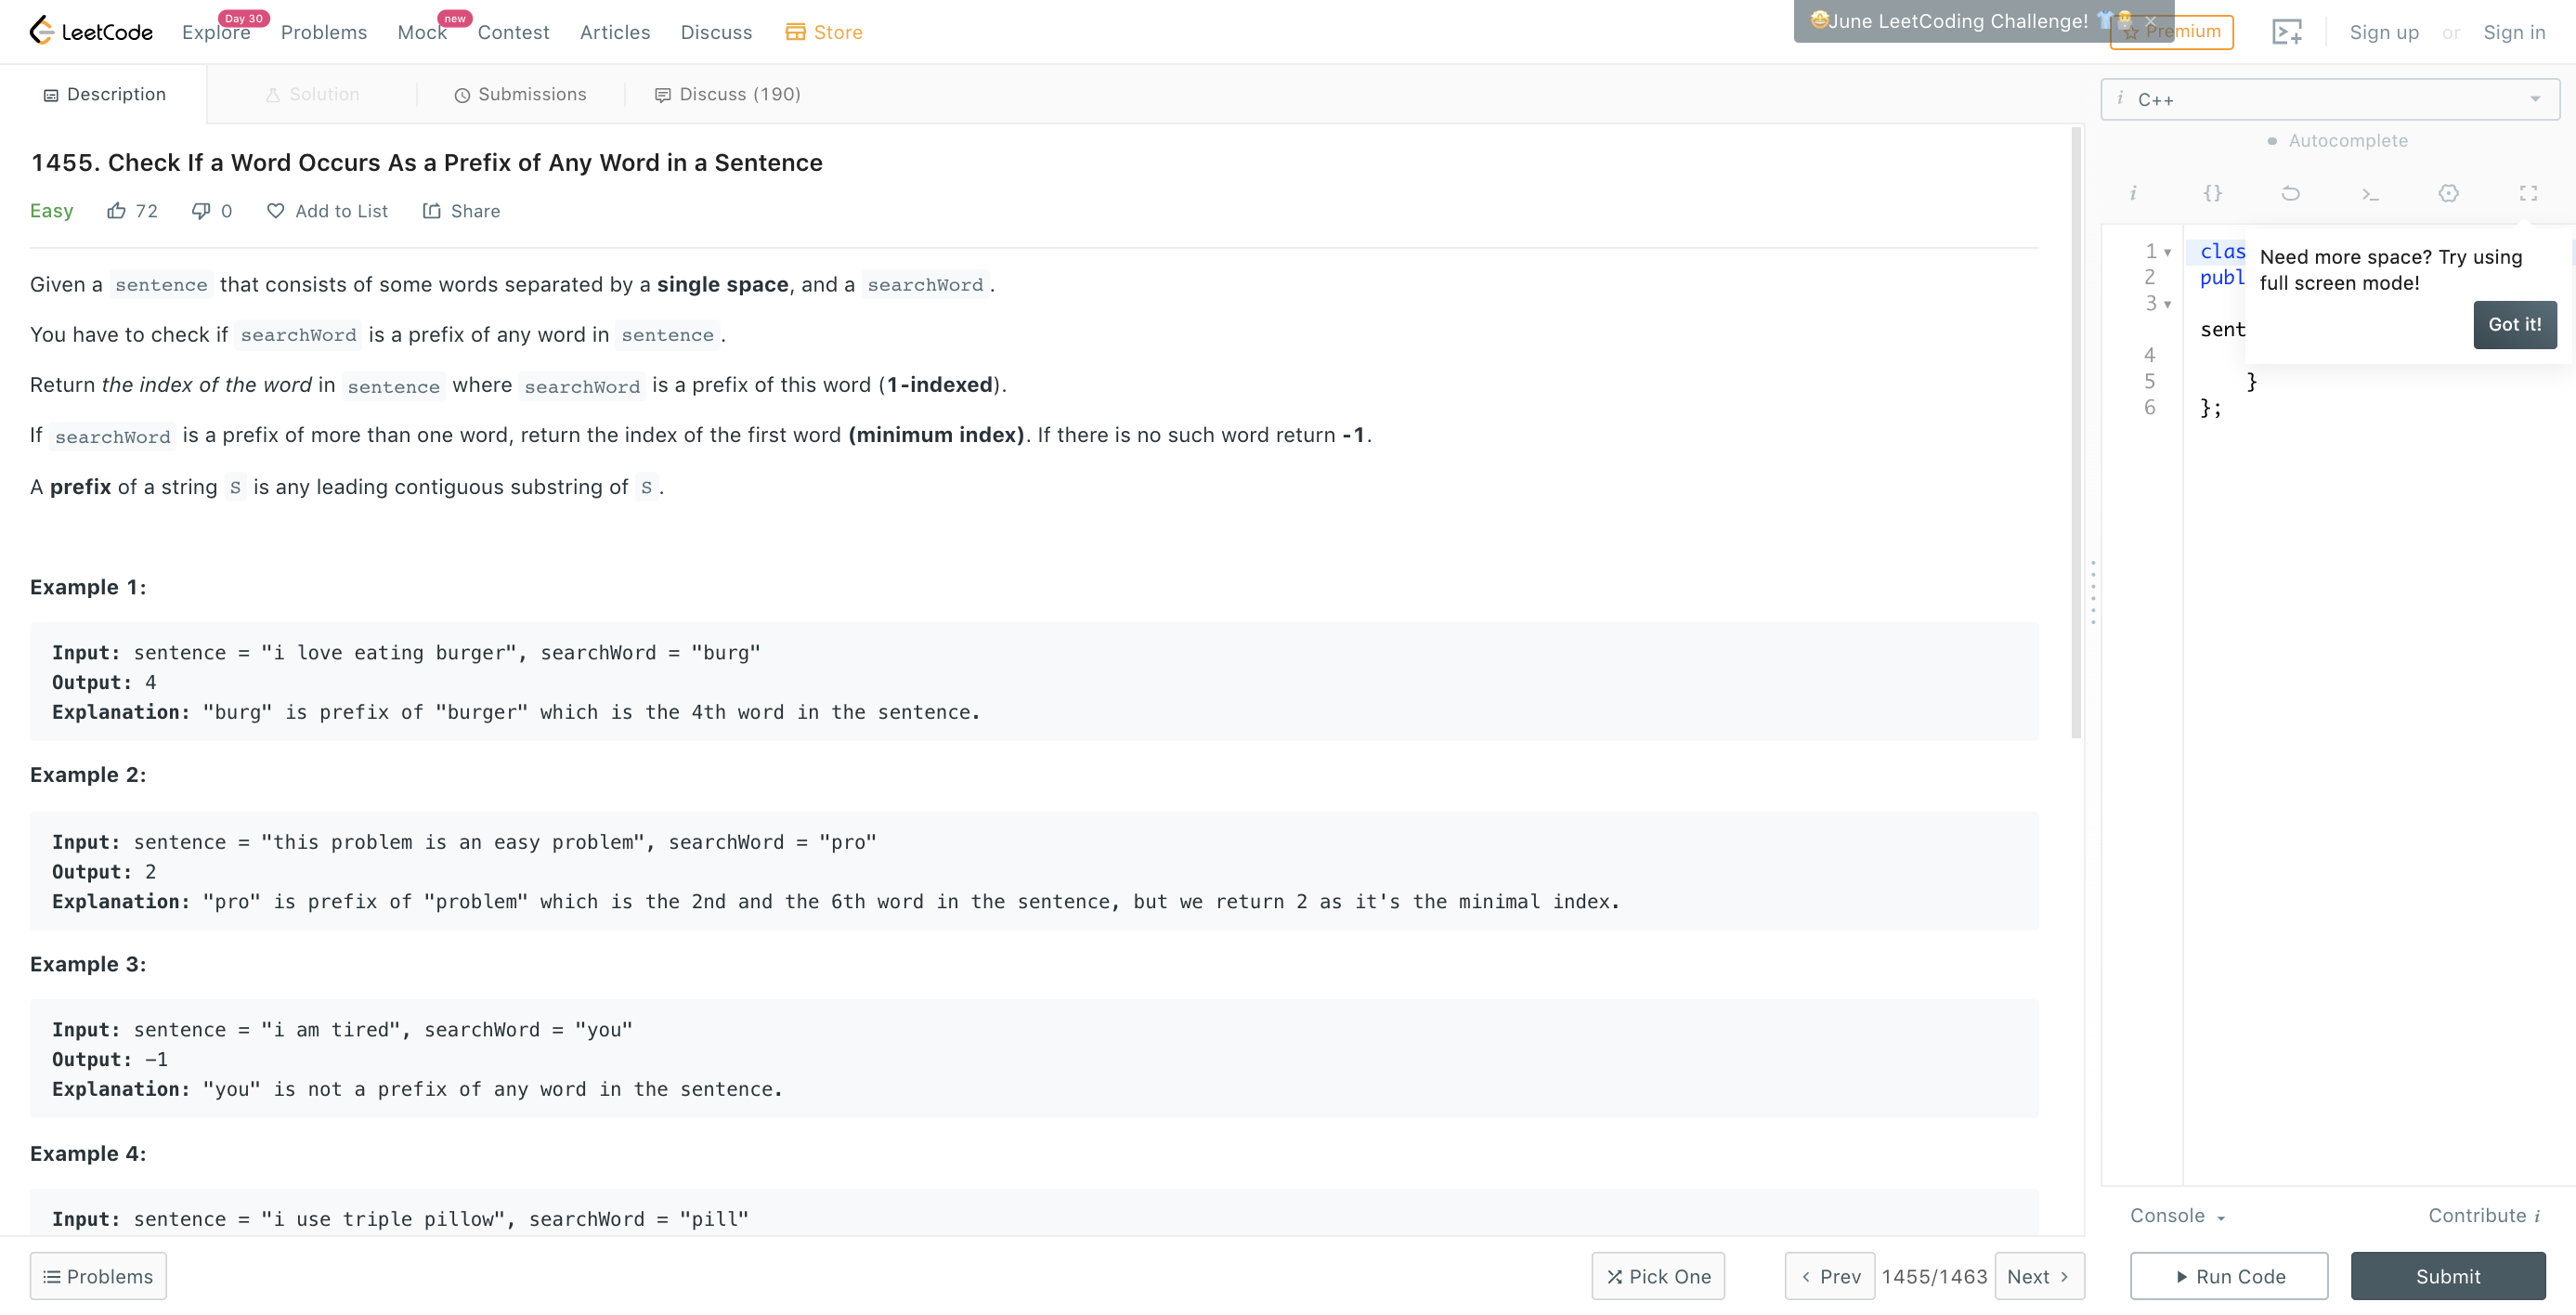 LeetCode
Explore
Day 30
Problems
Mock
new
Contest
Articles
Discuss
Store
🤩June LeetCoding Challenge! 👕
Premium
Sign up or Sign in
Description
Solution
Submissions
Discuss (190)
1455. Check If a Word Occurs As a Prefix of Any Word in a Sentence
Easy 72 0 Add to List Share
Given a sentence that consists of some words separated by a single space, and a searchWord.
You have to check if searchWord is a prefix of any word in sentence.
Return the index of the word in sentence where searchWord is a prefix of this word (1-indexed).
If searchWord is a prefix of more than one word, return the index of the first word (minimum index). If there is no such word return -1.
A prefix of a string S is any leading contiguous substring of S.
Example 1:
Input: sentence = "i love eating burger", searchWord = "burg"
Output: 4
Explanation: "burg" is prefix of "burger" which is the 4th word in the sentence.
Example 2:
Input: sentence = "this problem is an easy problem", searchWord = "pro"
Output: 2
Explanation: "pro" is prefix of "problem" which is the 2nd and the 6th word in the sentence, but we return 2 as it's the minimal index.
Example 3:
Input: sentence = "i am tired", searchWord = "you"
Output: -1
Explanation: "you" is not a prefix of any word in the sentence.
Example 4:
Input: sentence = "i use triple pillow", searchWord = "pill"
Problems
Pick One
‹ Prev
1455/1463
Next ›
i C++
Autocomplete
i {} >_
1 clas
2 publ
3
sent
4
5 }
6 };
Need more space? Try using
full screen mode!
Got it!
Console
Contribute i
Run Code
Submit